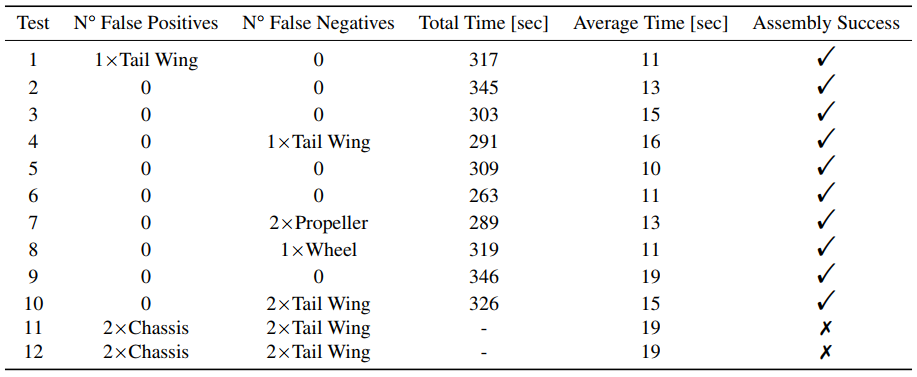 Test N° False Positives N° False Negatives Total Time [sec] Average Time [sec] Assembly Success
1 1×Tail Wing 0 317 11 ✓
2 0 0 345 13 ✓
3 0 0 303 15 ✓
4 0 1×Tail Wing 291 16 ✓
5 0 0 309 10 ✓
6 0 0 263 11 ✓
7 0 2×Propeller 289 13 ✓
8 0 1×Wheel 319 11 ✓
9 0 0 346 19 ✓
10 0 2×Tail Wing 326 15 ✓
11 2×Chassis 2×Tail Wing - 19 ✗
12 2×Chassis 2×Tail Wing - 19 ✗